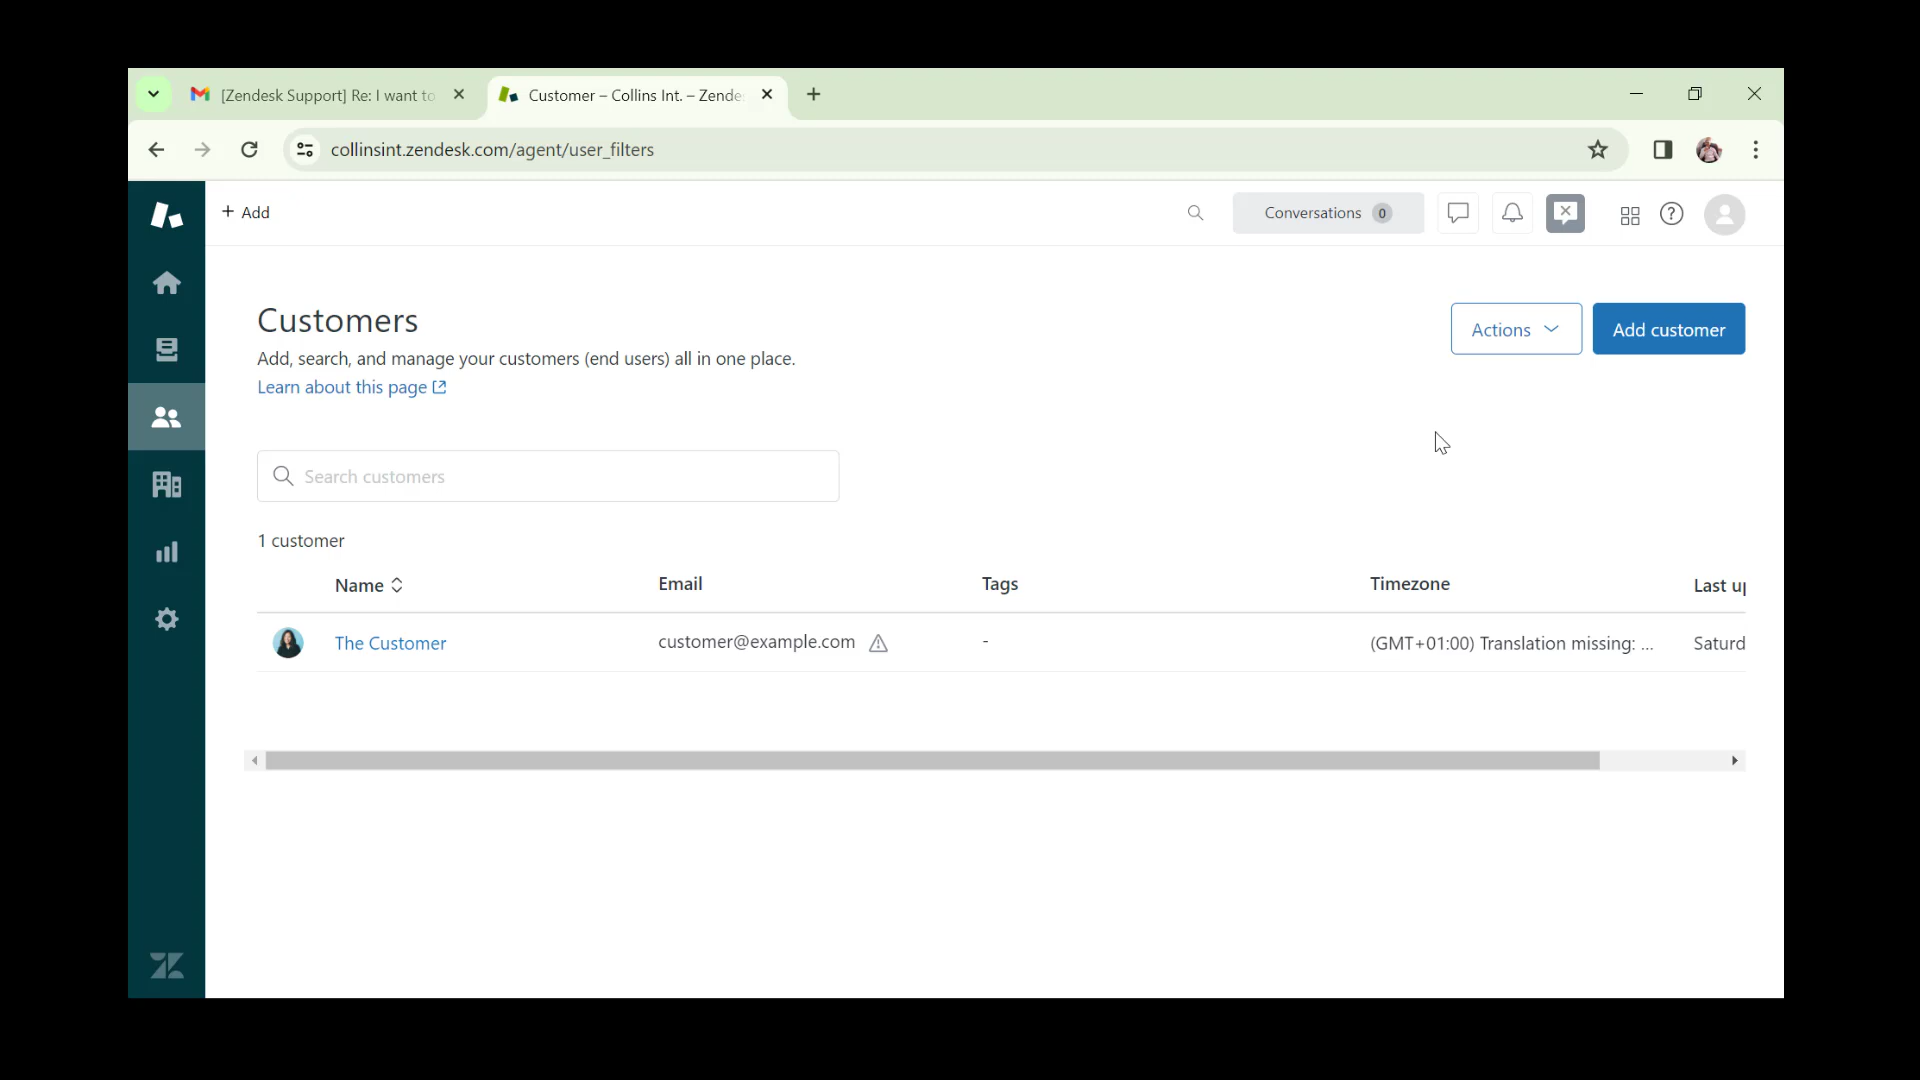 [Zendesk Support] Re: I want to
Customer – Collins Int. – Zende
collinsint.zendesk.com/agent/user_filters
+ Add
Conversations 0
Customers
Add, search, and manage your customers (end users) all in one place.
Learn about this page
Actions
Add customer
Search customers
1 customer
Name Email Tags Timezone Last up
The Customer customer@example.com - (GMT+01:00) Translation missing: ... Saturd